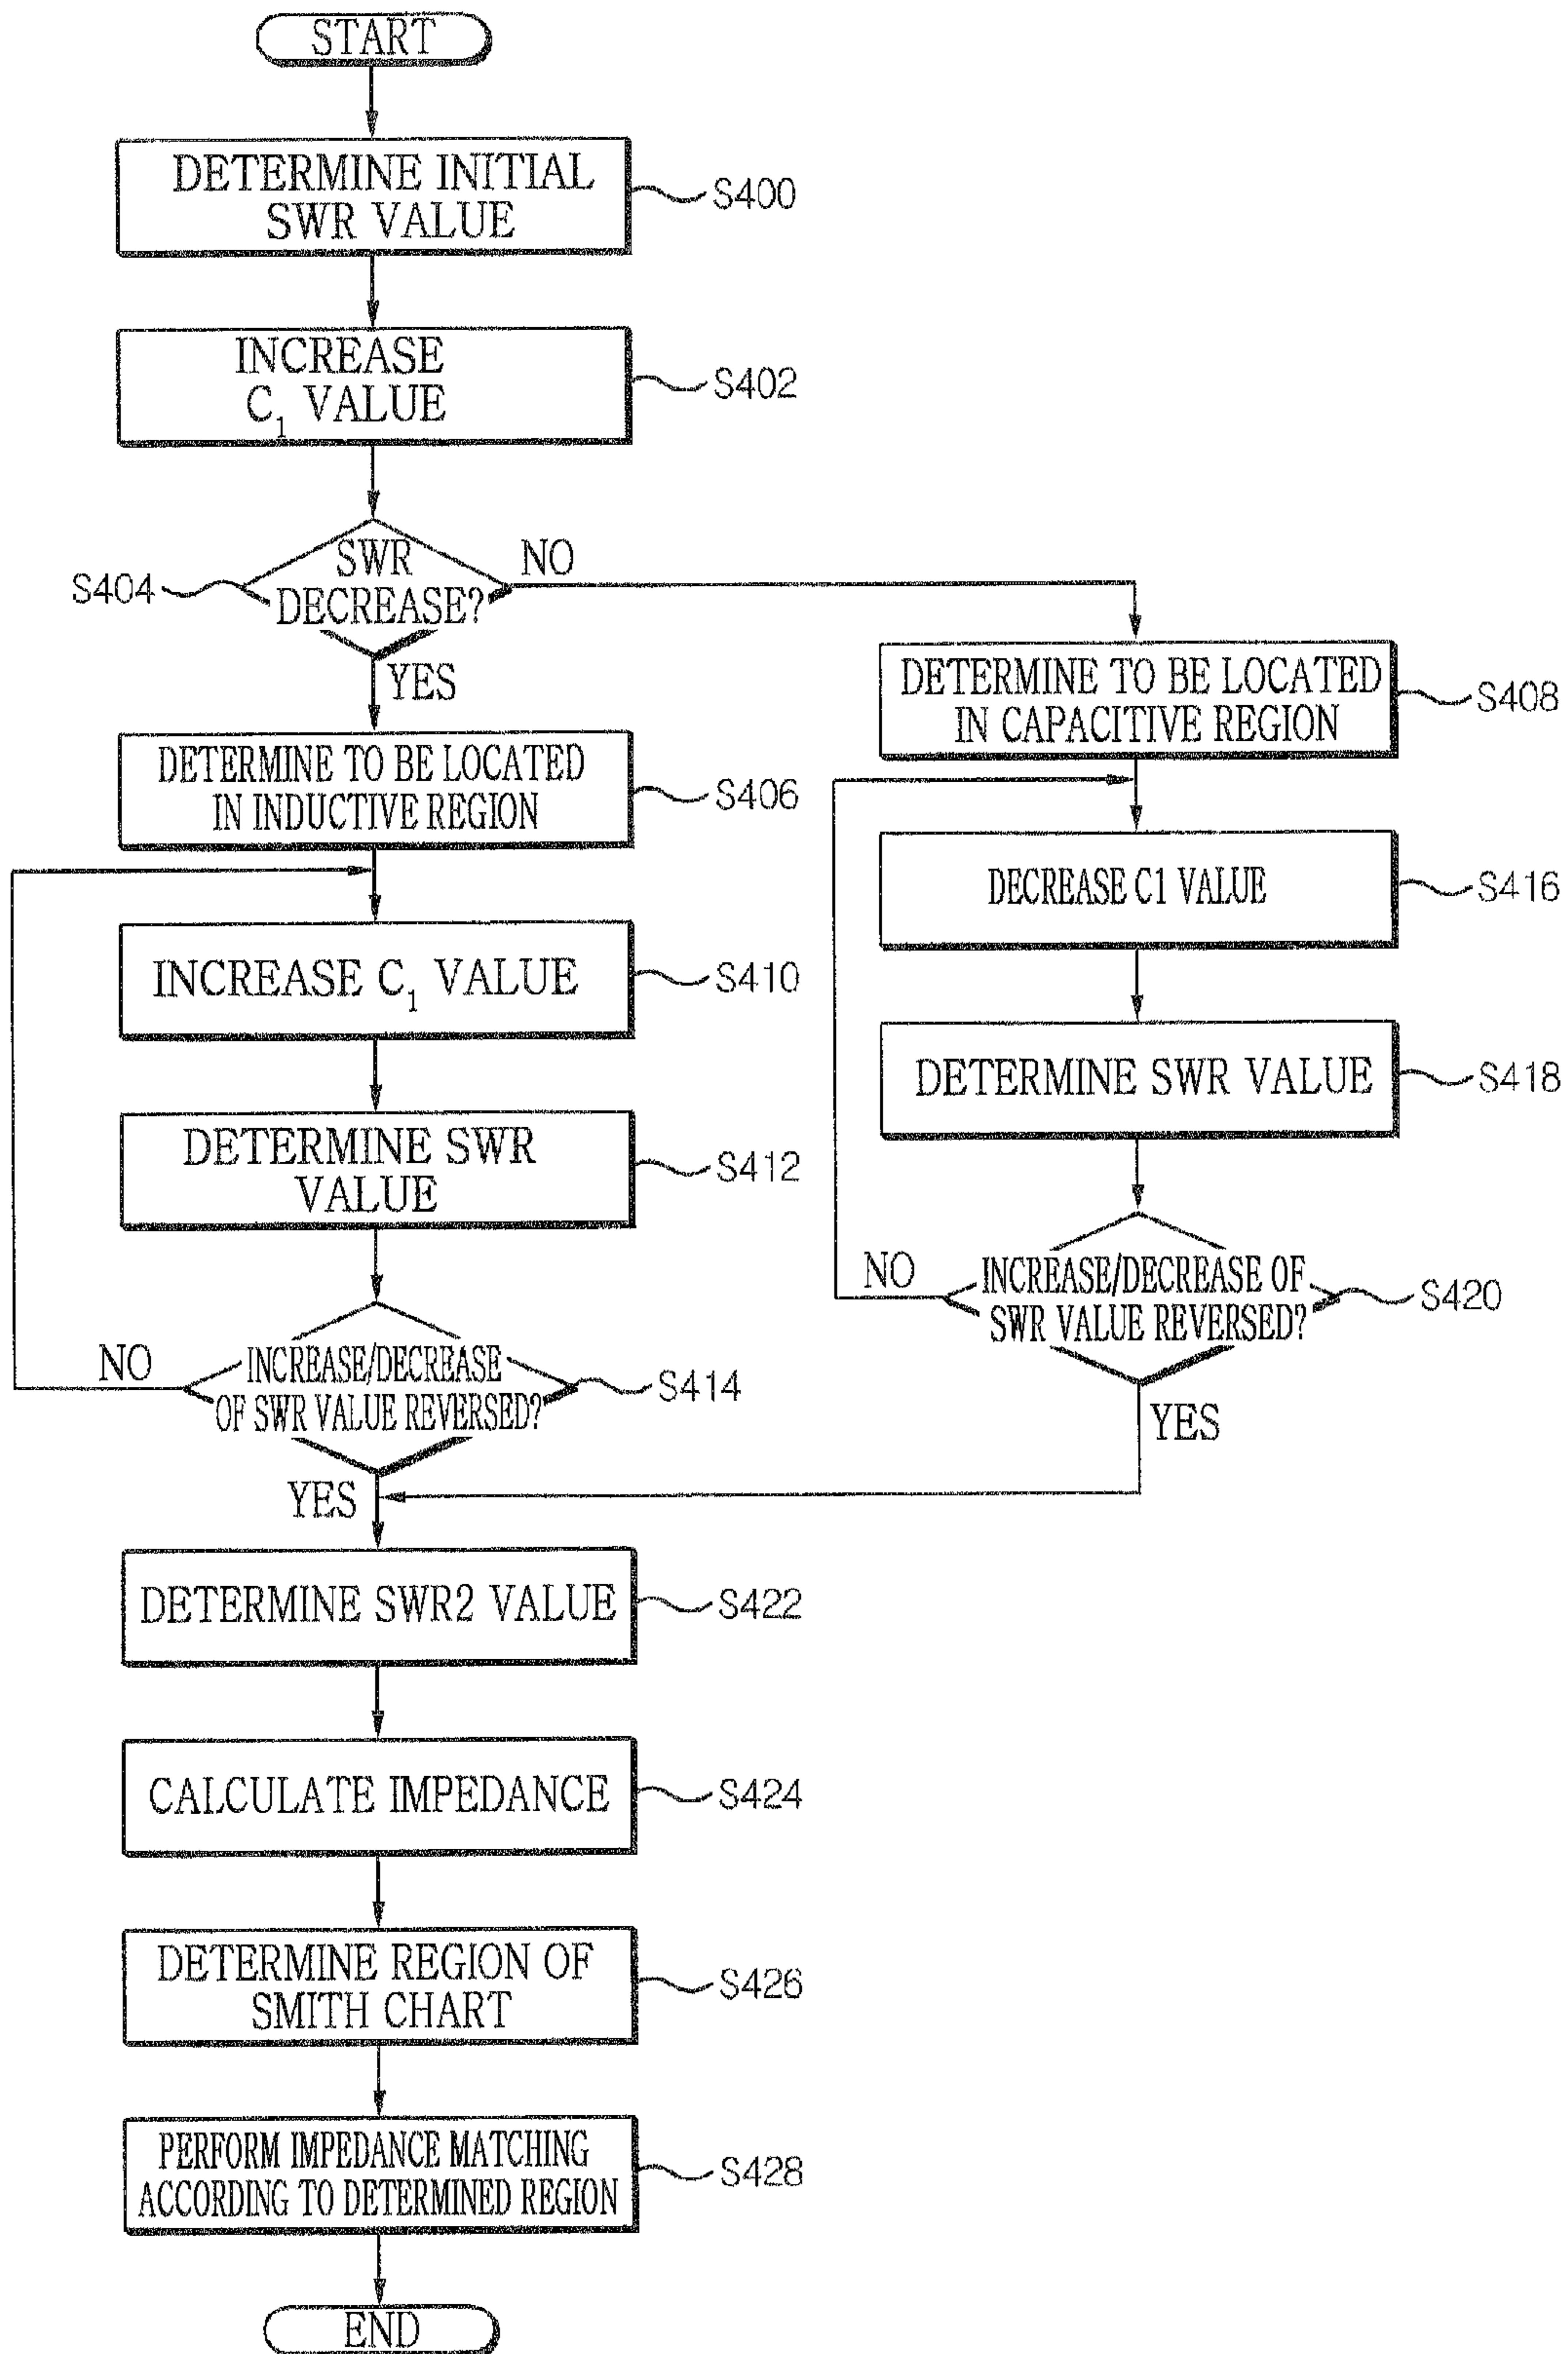 START
DETERMINE INITIAL
SWR VALUE
S400
INCREASE
C₁ VALUE
S402
SWR
DECREASE?
S404
NO
YES
DETERMINE TO BE LOCATED
IN CAPACITIVE REGION
S408
DETERMINE TO BE LOCATED
IN INDUCTIVE REGION
S406
DECREASE C1 VALUE
S416
INCREASE C₁ VALUE
S410
DETERMINE SWR VALUE
S418
DETERMINE SWR
VALUE
S412
INCREASE/DECREASE OF
SWR VALUE REVERSED?
S420
NO
YES
INCREASE/DECREASE
OF SWR VALUE REVERSED?
S414
NO
YES
DETERMINE SWR2 VALUE
S422
CALCULATE IMPEDANCE
S424
DETERMINE REGION OF
SMITH CHART
S426
PERFORM IMPEDANCE MATCHING
ACCORDING TO DETERMINED REGION
S428
END